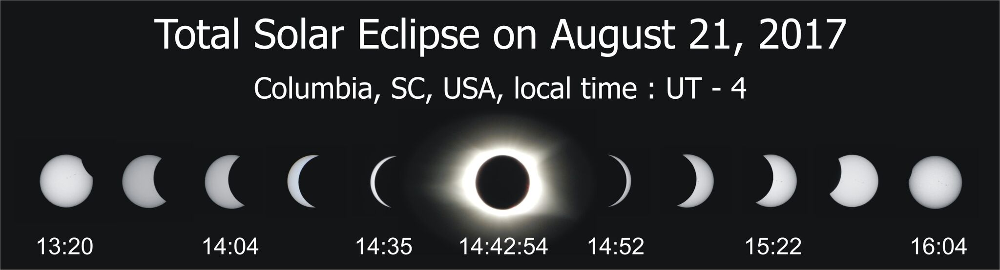 Total Solar Eclipse on August 21, 2017
Columbia, SC, USA, local time : UT - 4
13:20 14:04 14:35 14:42:54 14:52 15:22 16:04